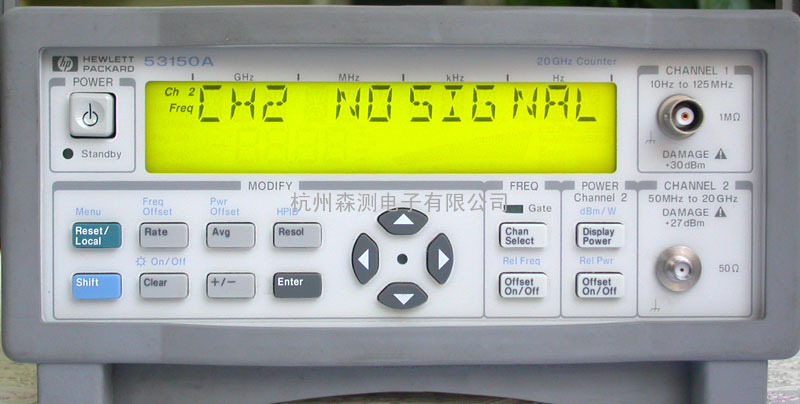 hp HEWLETT
PACKARD
53150A
20GHz Counter
GHz MHz kHz Hz
Ch 2
Freq
CH2 NO SIGNAL
POWER
Standby
MODIFY
Menu
Reset/
Local
Freq
Offset
Rate
Pwr
Offset
Avg
HPIB
Resol
Shift
On/Off
Clear
+/−
Enter
FREQ
Gate
Chan
Select
Rel Freq
Offset
On/Off
POWER
Channel 2
dBm/W
Display
Power
Rel Pwr
Offset
On/Off
CHANNEL 1
10Hz to 125MHz
1MΩ
DAMAGE
+30dBm
CHANNEL 2
50MHz to 20GHz
DAMAGE
+27dBm
50Ω
杭州森测电子有限公司